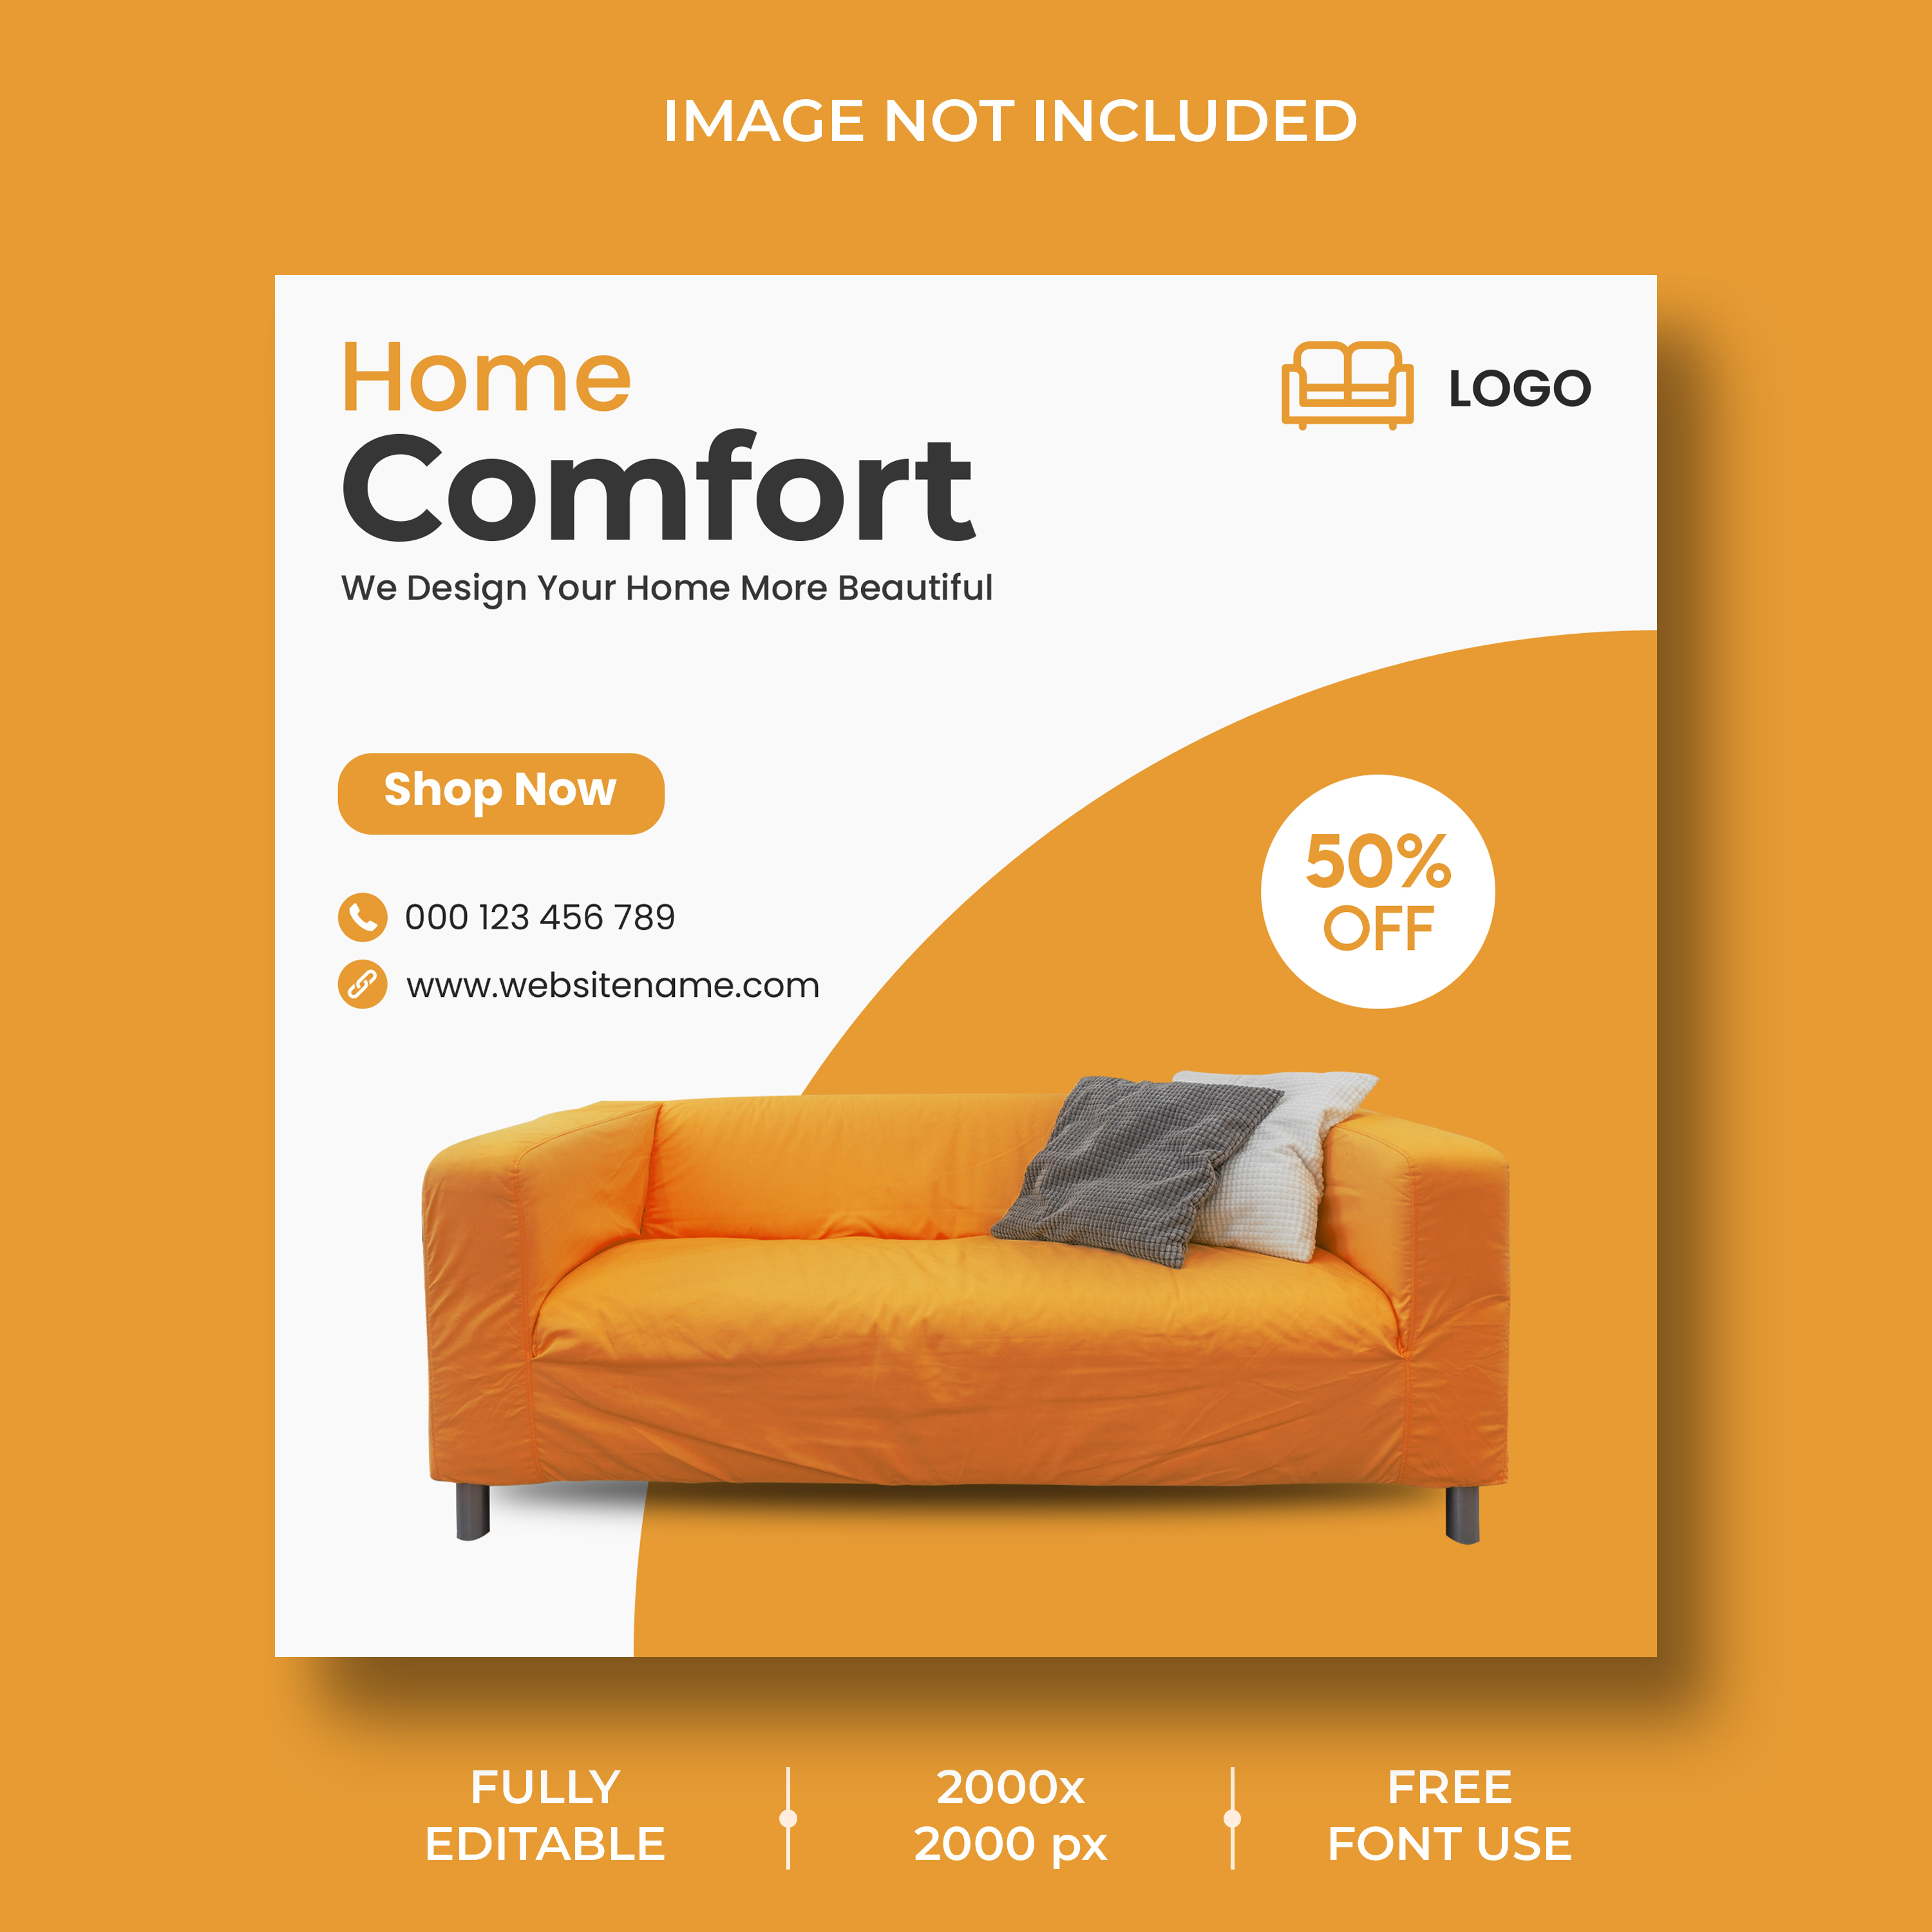 IMAGE NOT INCLUDED
Home
Comfort
We Design Your Home More Beautiful
LOGO
Shop Now
000 123 456 789
www.websitename.com
50%
OFF
FULLY
EDITABLE
2000x
2000 px
FREE
FONT USE